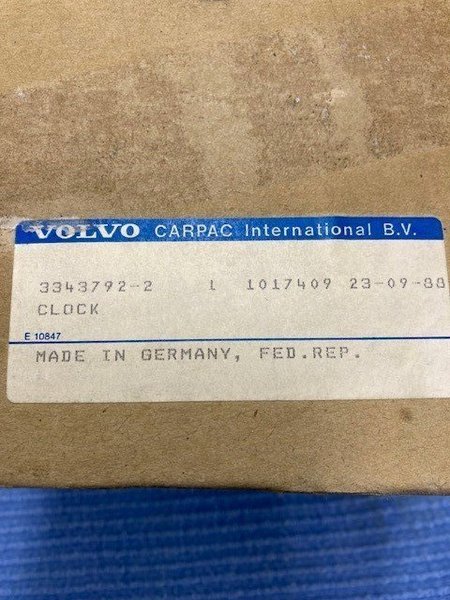 VOLVO CARPAC International B.V.
3343792-2 1 1017409 23-09-88
CLOCK
E 10847
MADE IN GERMANY, FED.REP.